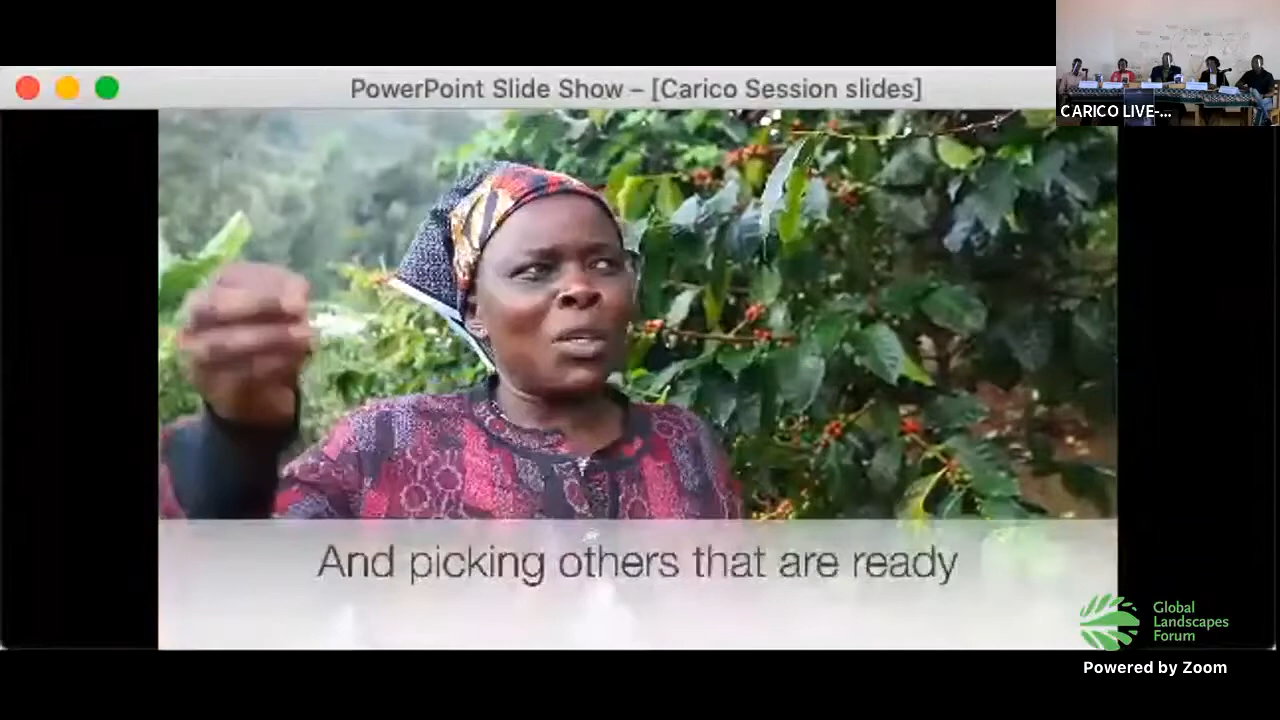 PowerPoint Slide Show – [Carico Session slides]
CARICO LIVE-...
And picking others that are ready
Global
Landscapes
Forum
Powered by Zoom